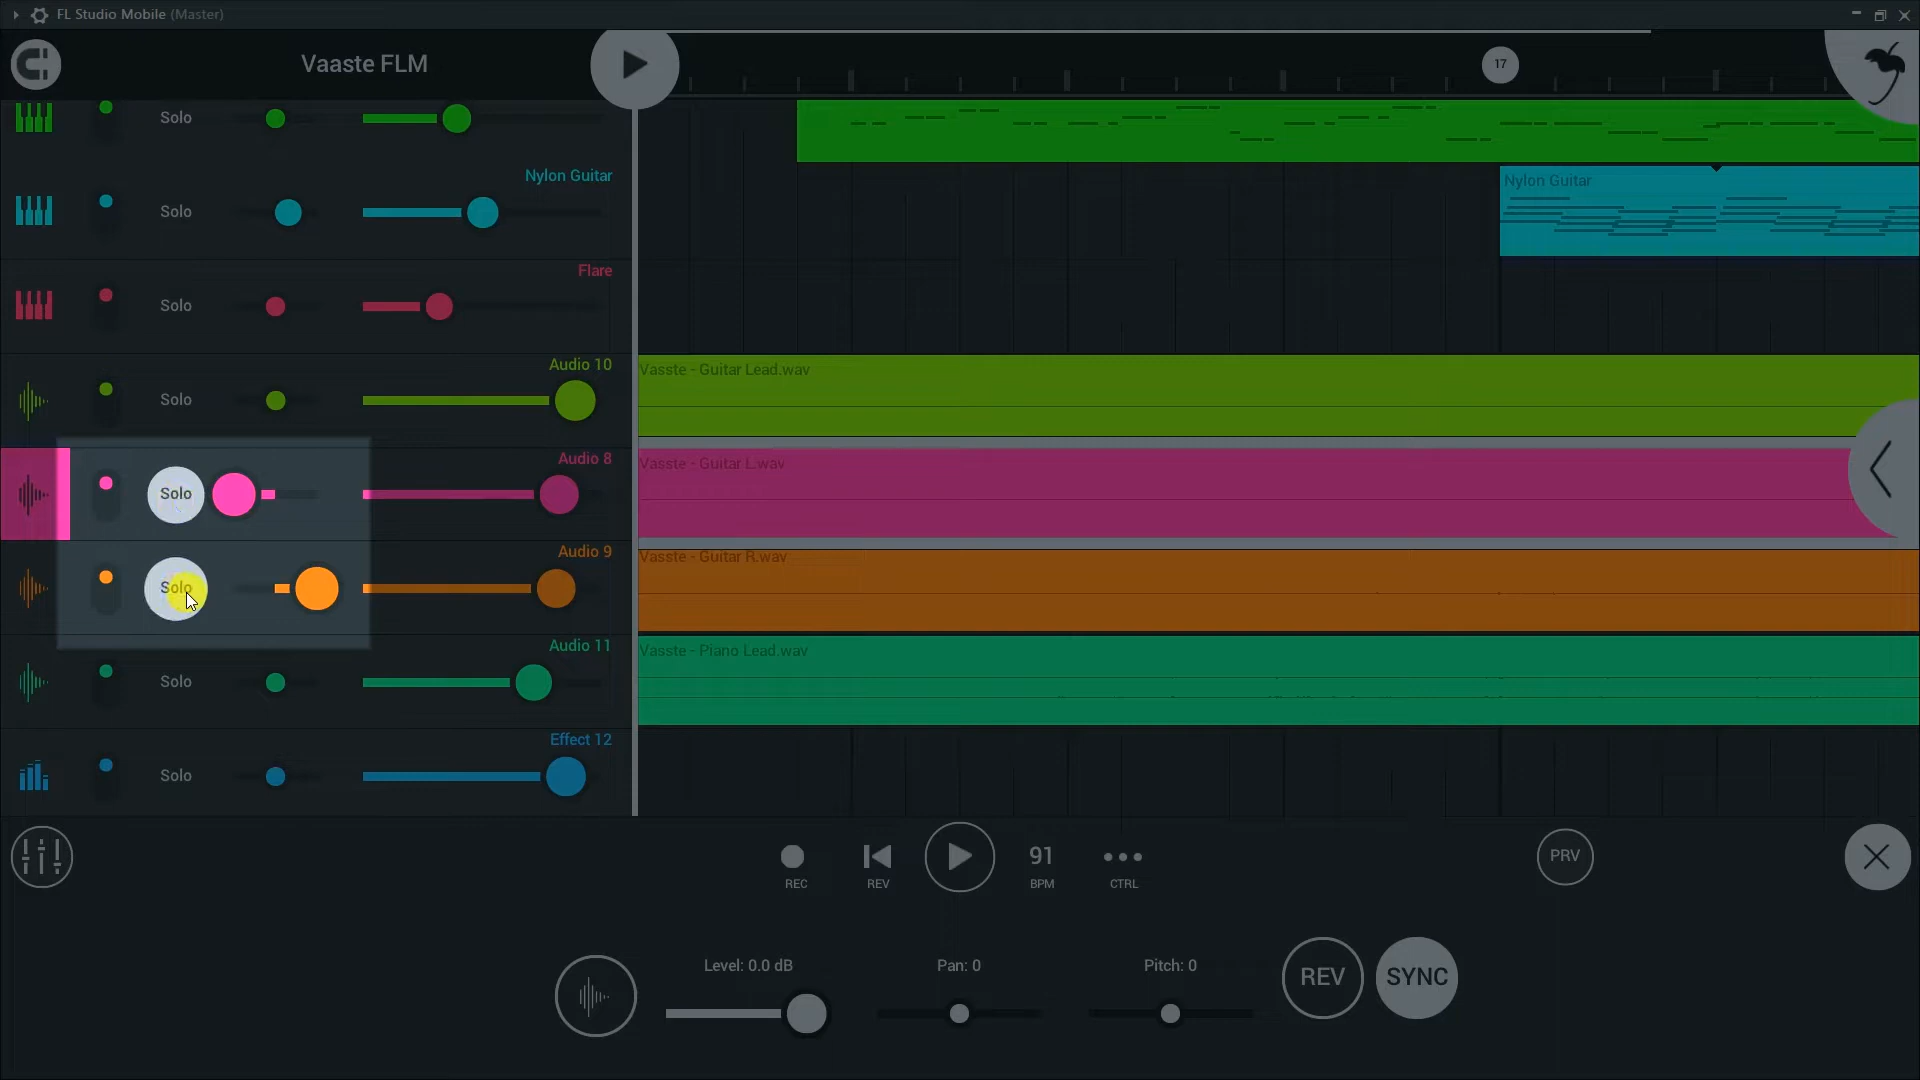 FL Studio Mobile (Master)
Vaaste FLM
17
Solo
Nylon Guitar
Solo
Nylon Guitar
Flare
Solo
Audio 10
Solo
Vasste - Guitar Lead.wav
Audio 8
Solo
Vasste - Guitar L.wav
Audio 9
Solo
Vasste - Guitar R.wav
Audio 11
Solo
Vasste - Piano Lead.wav
Effect 12
Solo
REC
REV
91
BPM
CTRL
PRV
Level: 0.0 dB
Pan: 0
Pitch: 0
REV
SYNC